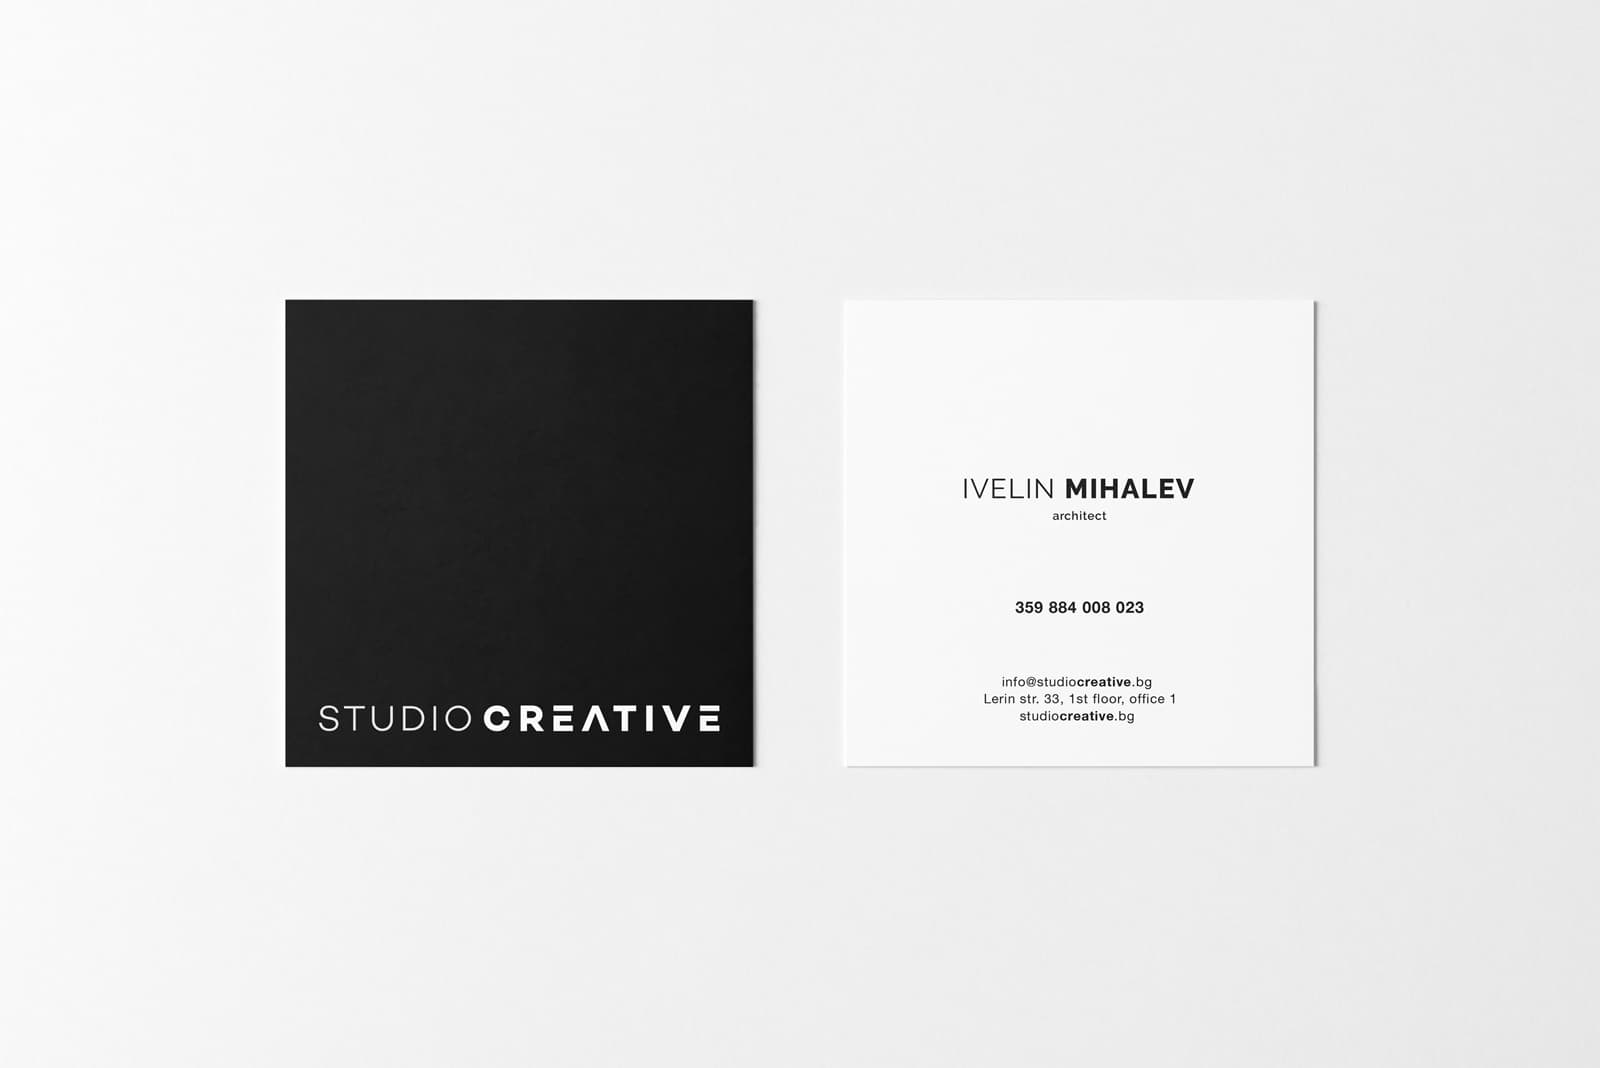 STUDIO CREATIVE
IVELIN MIHALEV
architect
359 884 008 023
info@studiocreative.bg
Lerin str. 33, 1st floor, office 1
studiocreative.bg